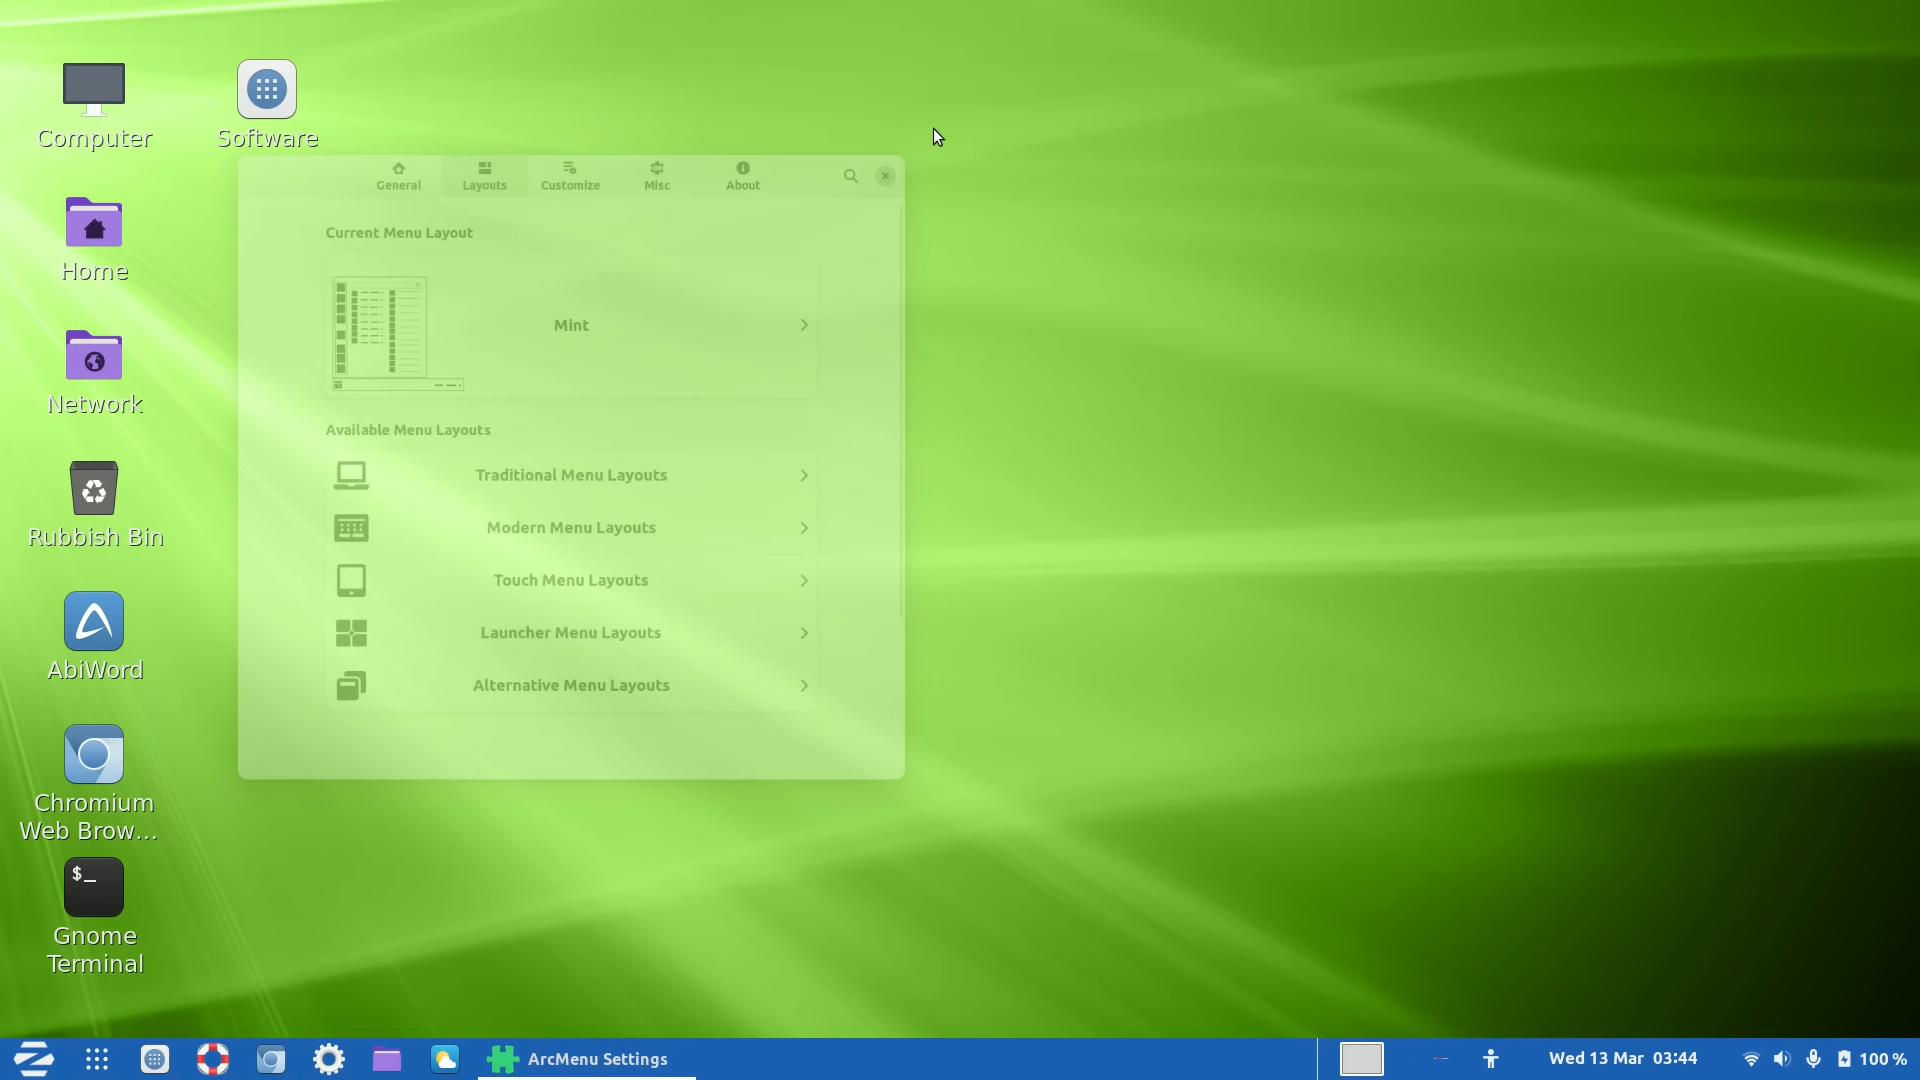 Computer
Software
Home
Network
Rubbish Bin
AbiWord
Chromium
Web Brow...
$_
Gnome
Terminal
General
Layouts
Customize
Misc
About
Current Menu Layout
Mint
Available Menu Layouts
Traditional Menu Layouts
Modern Menu Layouts
Touch Menu Layouts
Launcher Menu Layouts
Alternative Menu Layouts
ArcMenu Settings
Wed 13 Mar 03:44
100 %